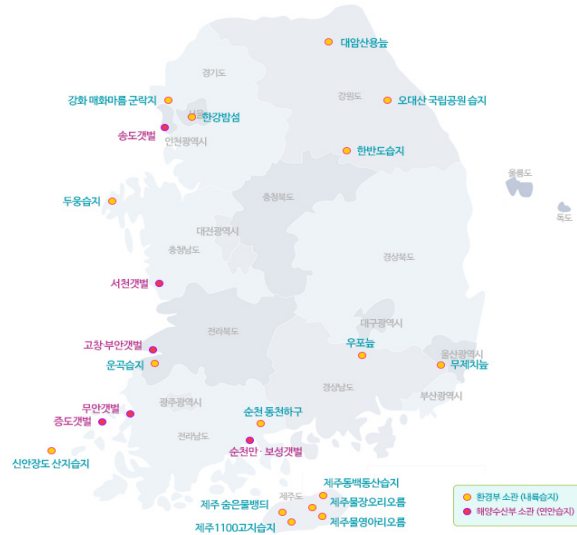 대암산용늪
경기도
강원도
강화 매화마름 군락지
오대산 국립공원 습지
서울
한강밤섬
송도갯벌
인천광역시
한반도습지
울릉도
두웅습지
충청북도
독도
대전광역시
충청남도
경상북도
서천갯벌
대구광역시
전라북도
고창 부안갯벌
우포늪
울산광역시
운곡습지
무제치늪
경상남도
부산광역시
광주광역시
무안갯벌
순천 동천하구
증도갯벌
전라남도
순천만 · 보성갯벌
신안장도 산지습지
제주동백동산습지
제주도
제주 숨은물뱅듸
제주물장오리오름
제주1100고지습지
제주물영아리오름
환경부 소관 (내륙습지)
해양수산부 소관 (연안습지)